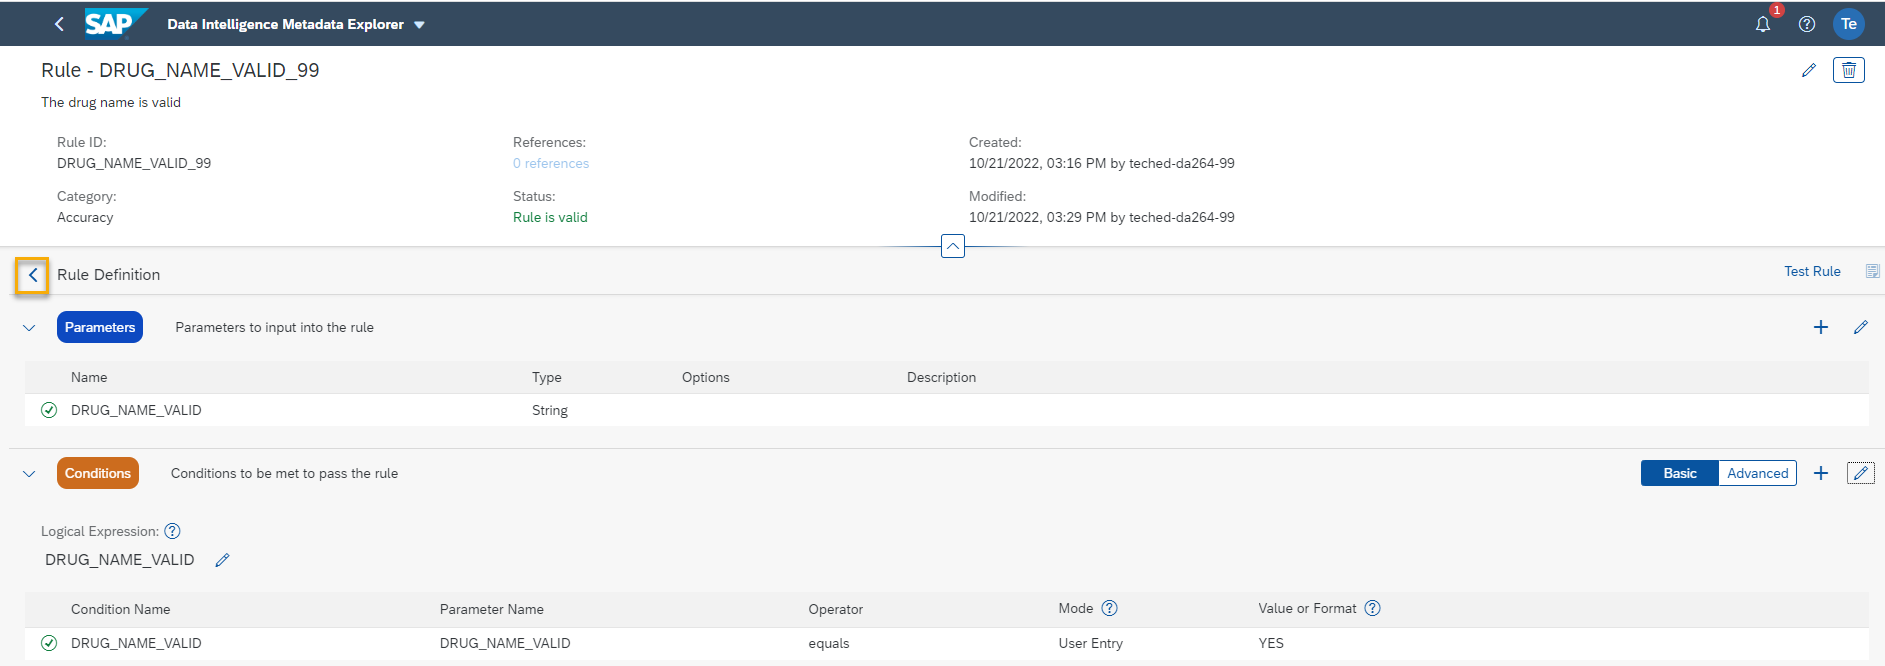 SAP Data Intelligence Metadata Explorer 1 Te
Rule - DRUG_NAME_VALID_99
The drug name is valid
Rule ID: References: Created:
DRUG_NAME_VALID_99 0 references 10/21/2022, 03:16 PM by teched-da264-99
Category: Status: Modified:
Accuracy Rule is valid 10/21/2022, 03:29 PM by teched-da264-99
Rule Definition Test Rule
Parameters Parameters to input into the rule
Name Type Options Description
DRUG_NAME_VALID String
Conditions Conditions to be met to pass the rule Basic Advanced
Logical Expression: ?
DRUG_NAME_VALID
Condition Name Parameter Name Operator Mode ? Value or Format ?
DRUG_NAME_VALID DRUG_NAME_VALID equals User Entry YES